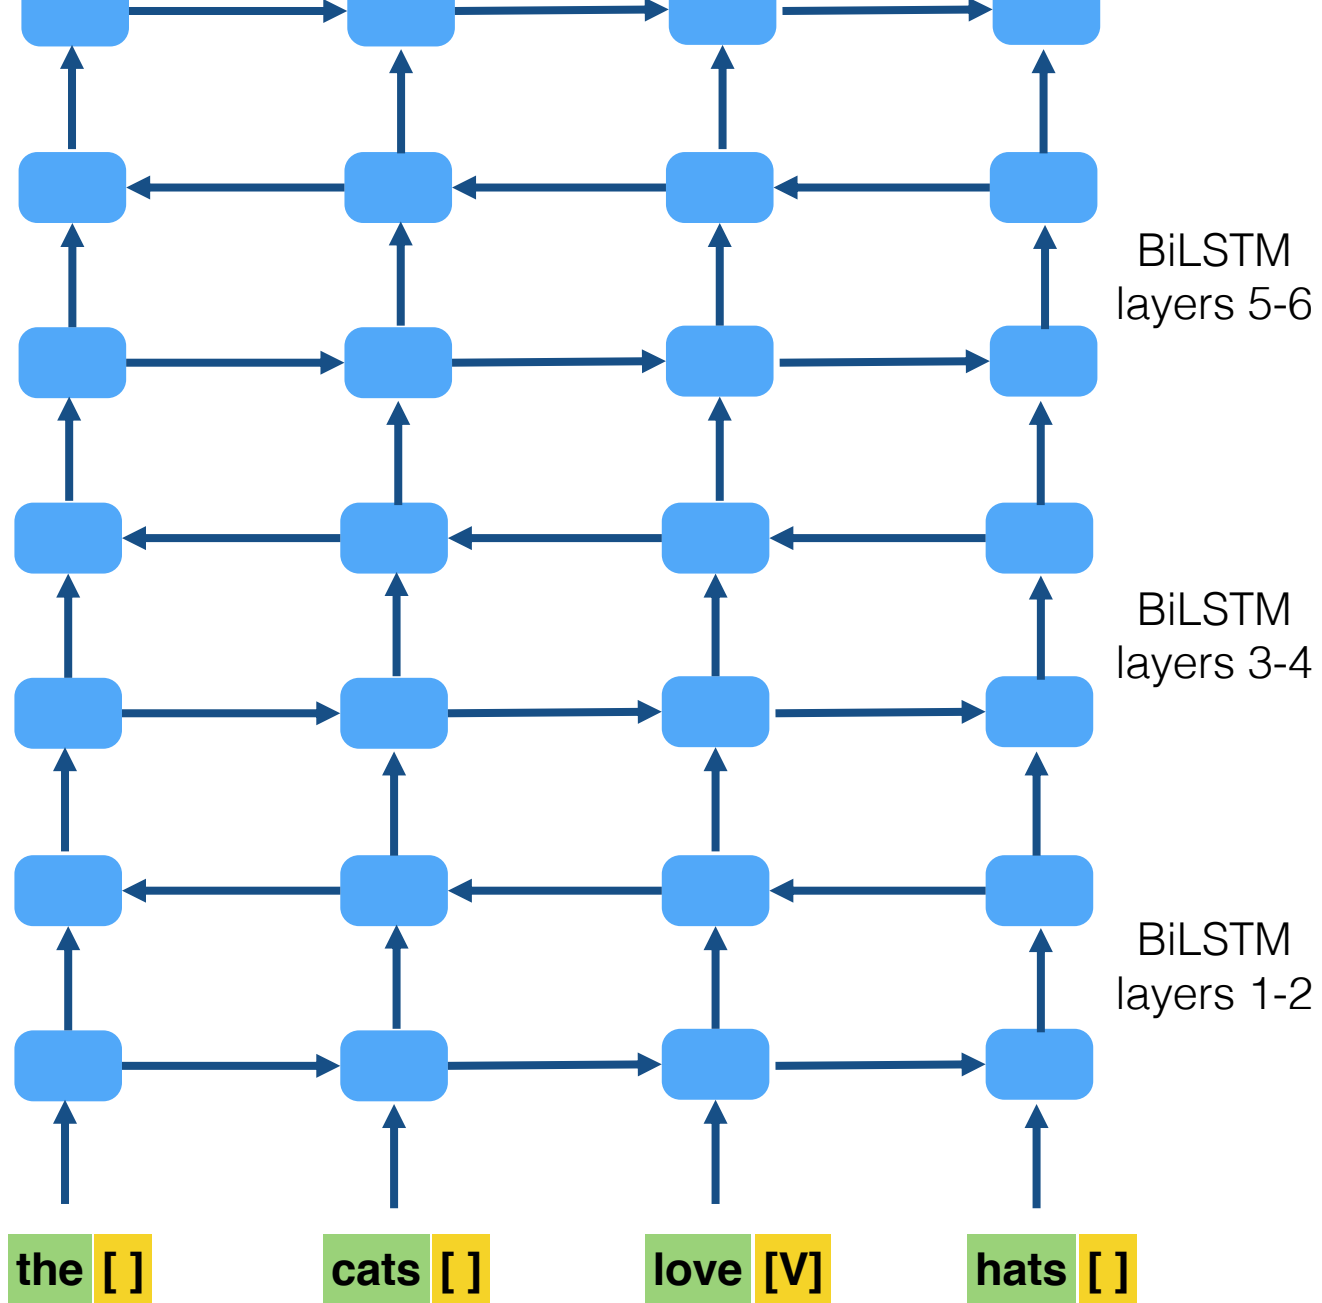 BiLSTM
layers 5-6
BiLSTM
layers 3-4
BiLSTM
layers 1-2
the [ ] cats [ ] love [V] hats [ ]